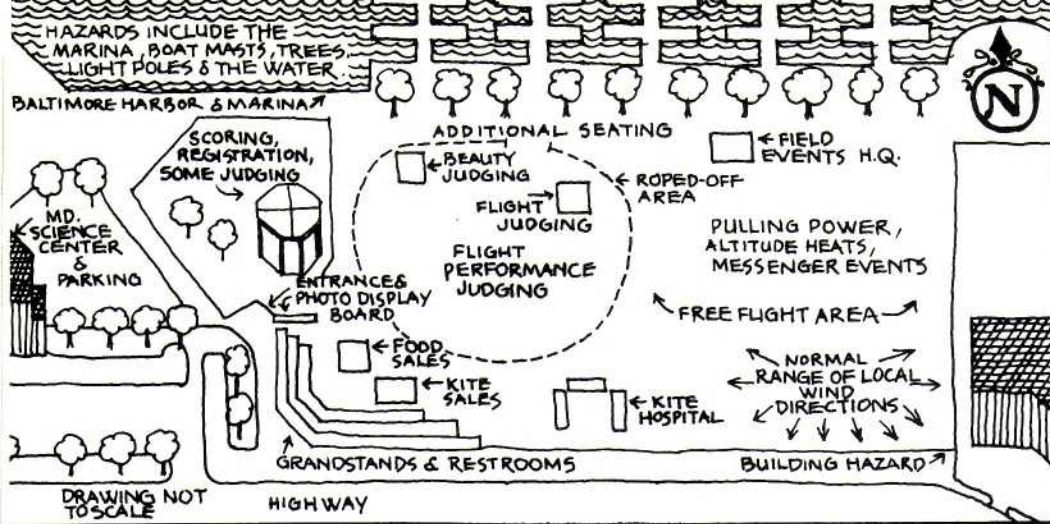 HAZARDS INCLUDE THE
MARINA, BOAT MASTS, TREES,
LIGHT POLES & THE WATER.
BALTIMORE HARBOR & MARINA
N
SCORING,
REGISTRATION,
SOME JUDGING
ADDITIONAL SEATING
BEAUTY
JUDGING
FIELD
EVENTS H.Q.
ROPED-OFF
AREA
FLIGHT
JUDGING
MD.
SCIENCE
CENTER
&
PARKING
FLIGHT
PERFORMANCE
JUDGING
PULLING POWER,
ALTITUDE HEATS,
MESSENGER EVENTS
ENTRANCE &
PHOTO DISPLAY
BOARD
FREE FLIGHT AREA
FOOD
SALES
KITE
SALES
NORMAL
RANGE OF LOCAL
WIND
DIRECTIONS
KITE
HOSPITAL
GRANDSTANDS & RESTROOMS
BUILDING HAZARD
DRAWING NOT
TO SCALE
HIGHWAY